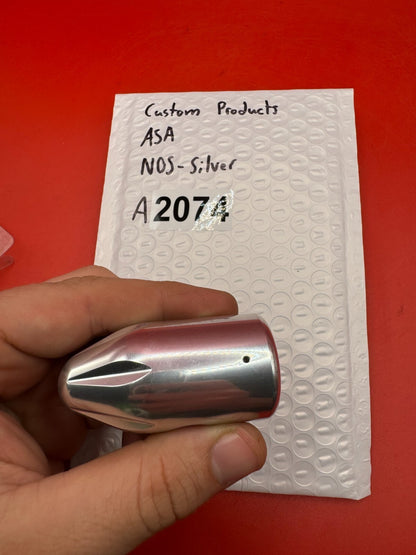 Custom Products
ASA
NOS-Silver
A2074